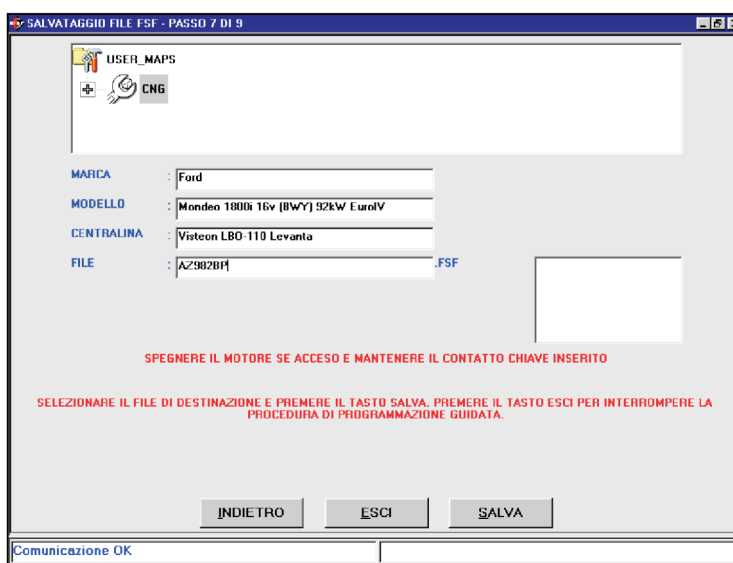 SALVATAGGIO FILE FSF - PASSO 7 DI 9
USER_MAPS
CNG
MARCA : Ford
MODELLO : Mondeo 1800i 16v (BWY) 92kW EuroIV
CENTRALINA : Visteon LBO-110 Levanta
FILE : AZ982BP .FSF
SPEGNERE IL MOTORE SE ACCESO E MANTENERE IL CONTATTO CHIAVE INSERITO
SELEZIONARE IL FILE DI DESTINAZIONE E PREMERE IL TASTO SALVA. PREMERE IL TASTO ESCI PER INTERROMPERE LA
PROCEDURA DI PROGRAMMAZIONE GUIDATA.
INDIETRO ESCI SALVA
Comunicazione OK